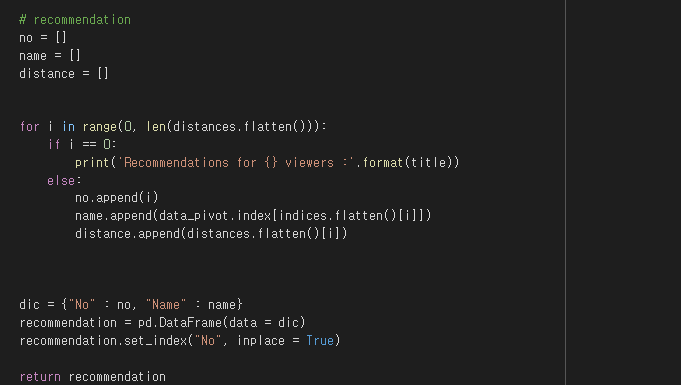 # recommendation
no = []
name = []
distance = []
for i in range(0, len(distances.flatten())):
if i == 0:
print('Recommendations for {} viewers :'.format(title))
else:
no.append(i)
name.append(data_pivot.index[indices.flatten()[i]])
distance.append(distances.flatten()[i])
dic = {"No" : no, "Name" : name}
recommendation = pd.DataFrame(data = dic)
recommendation.set_index("No", inplace = True)
return recommendation